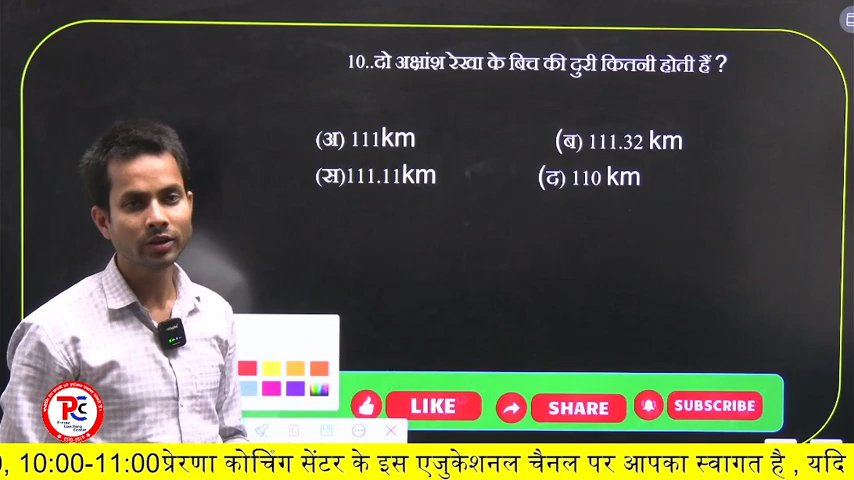 10..दो अक्षांश रेखा के बिच की दुरी कितनी होती हैं ?
(अ) 111km
(ब) 111.32 km
(स)111.11km
(द) 110 km
LIKE
SHARE
SUBSCRIBE
PCC
10:00-11:00प्रेरणा कोचिंग सेंटर के इस एजुकेशनल चैनल पर आपका स्वागत है , यदि